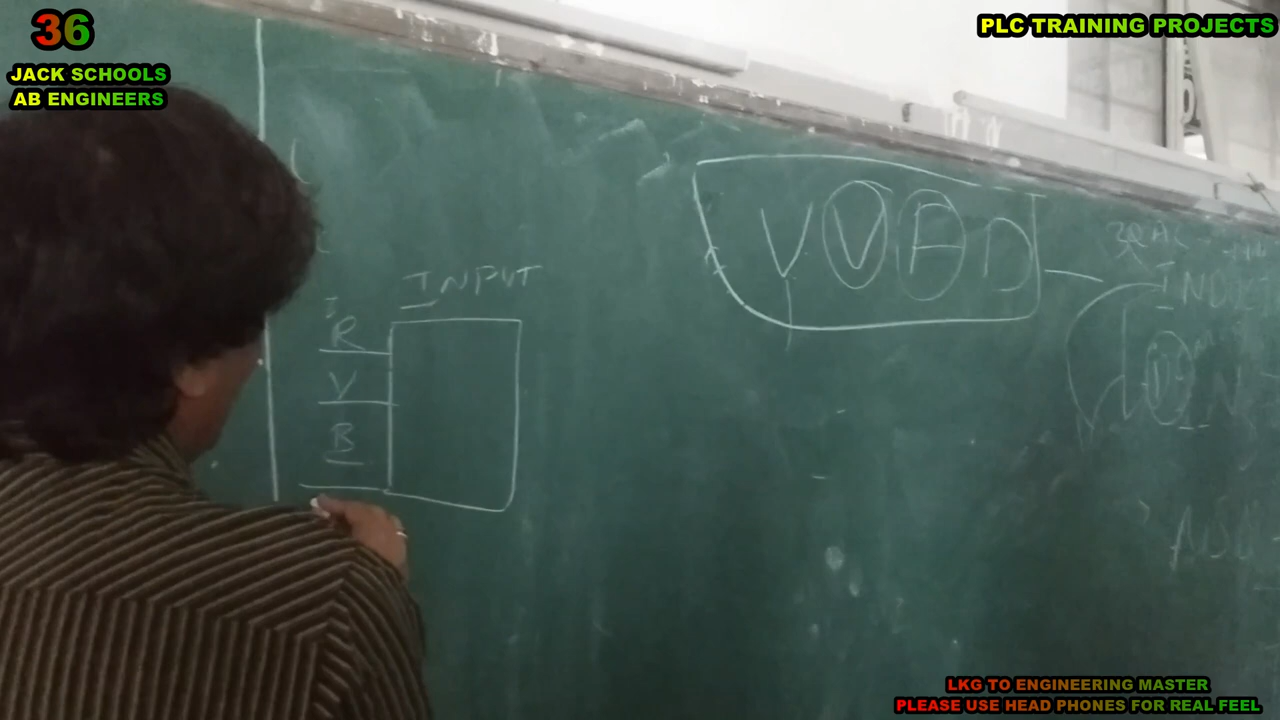 36
JACK SCHOOLS
AB ENGINEERS
PLC TRAINING PROJECTS
V V F D
INPUT
R
Y
B
LKG TO ENGINEERING MASTER
PLEASE USE HEAD PHONES FOR REAL FEEL